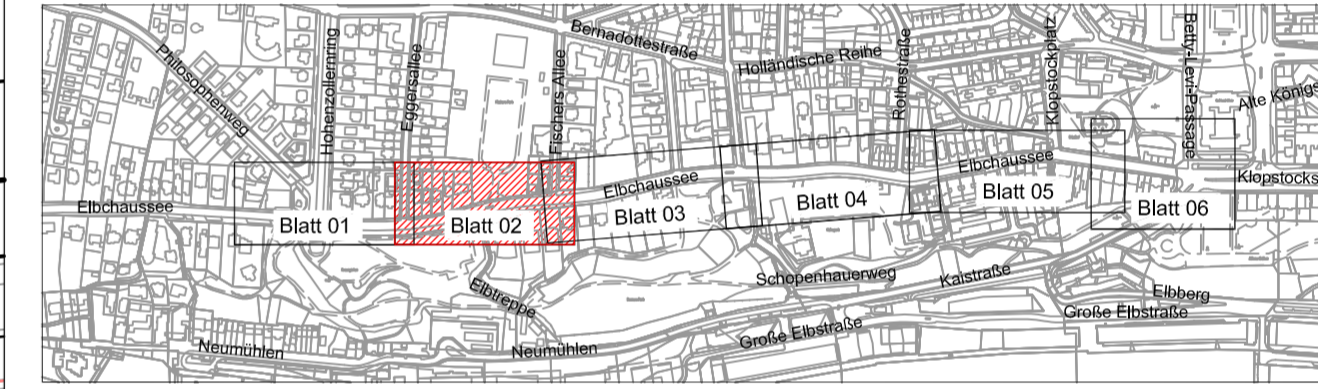 Philosophenweg
Hohenzollernring
Eggersallee
Fischers Allee
Bernadottestraße
Holländische Reihe
Rothestraße
Klopstockplatz
Betty-Levi-Passage
Alte Königs
Elbchaussee
Elbchaussee
Elbchaussee
Klopstocks
Blatt 01
Blatt 02
Blatt 03
Blatt 04
Blatt 05
Blatt 06
Elbtreppe
Schopenhauerweg
Kaistraße
Elbberg
Große Elbstraße
Große Elbstraße
Neumühlen
Neumühlen